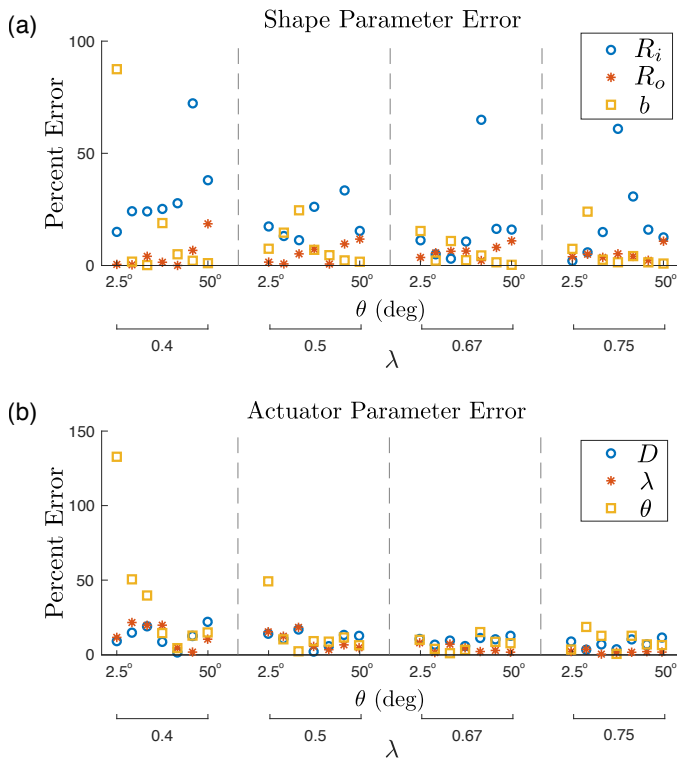 (a)
Shape Parameter Error
Percent Error
100
50
0
R_i
R_o
b
2.5° 50° 2.5° 50° 2.5° 50° 2.5° 50°
θ (deg)
0.4 0.5 0.67 0.75
λ
(b)
Actuator Parameter Error
Percent Error
150
100
50
0
D
λ
θ
2.5° 50° 2.5° 50° 2.5° 50° 2.5° 50°
θ (deg)
0.4 0.5 0.67 0.75
λ